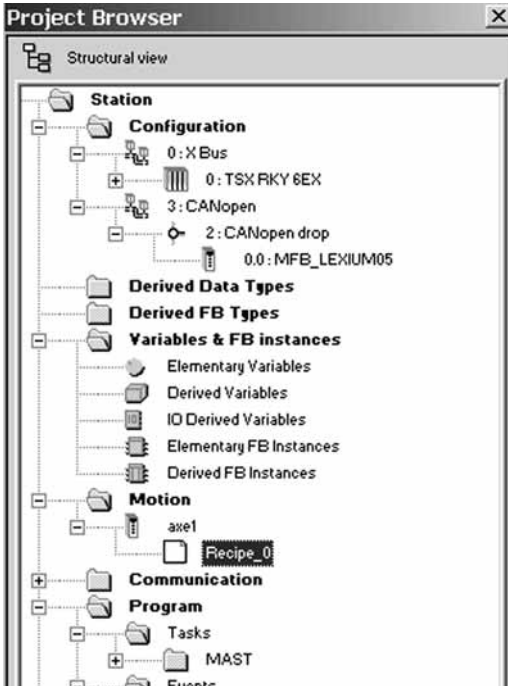 Project Browser
Structural view
Station
Configuration
0 : X Bus
0 : TSX RKY 6EX
3 : CANopen
2 : CANopen drop
0.0 : MFB_LEXIUM05
Derived Data Types
Derived FB Types
Variables & FB instances
Elementary Variables
Derived Variables
IO Derived Variables
Elementary FB Instances
Derived FB Instances
Motion
axe1
Recipe_0
Communication
Program
Tasks
MAST
Events